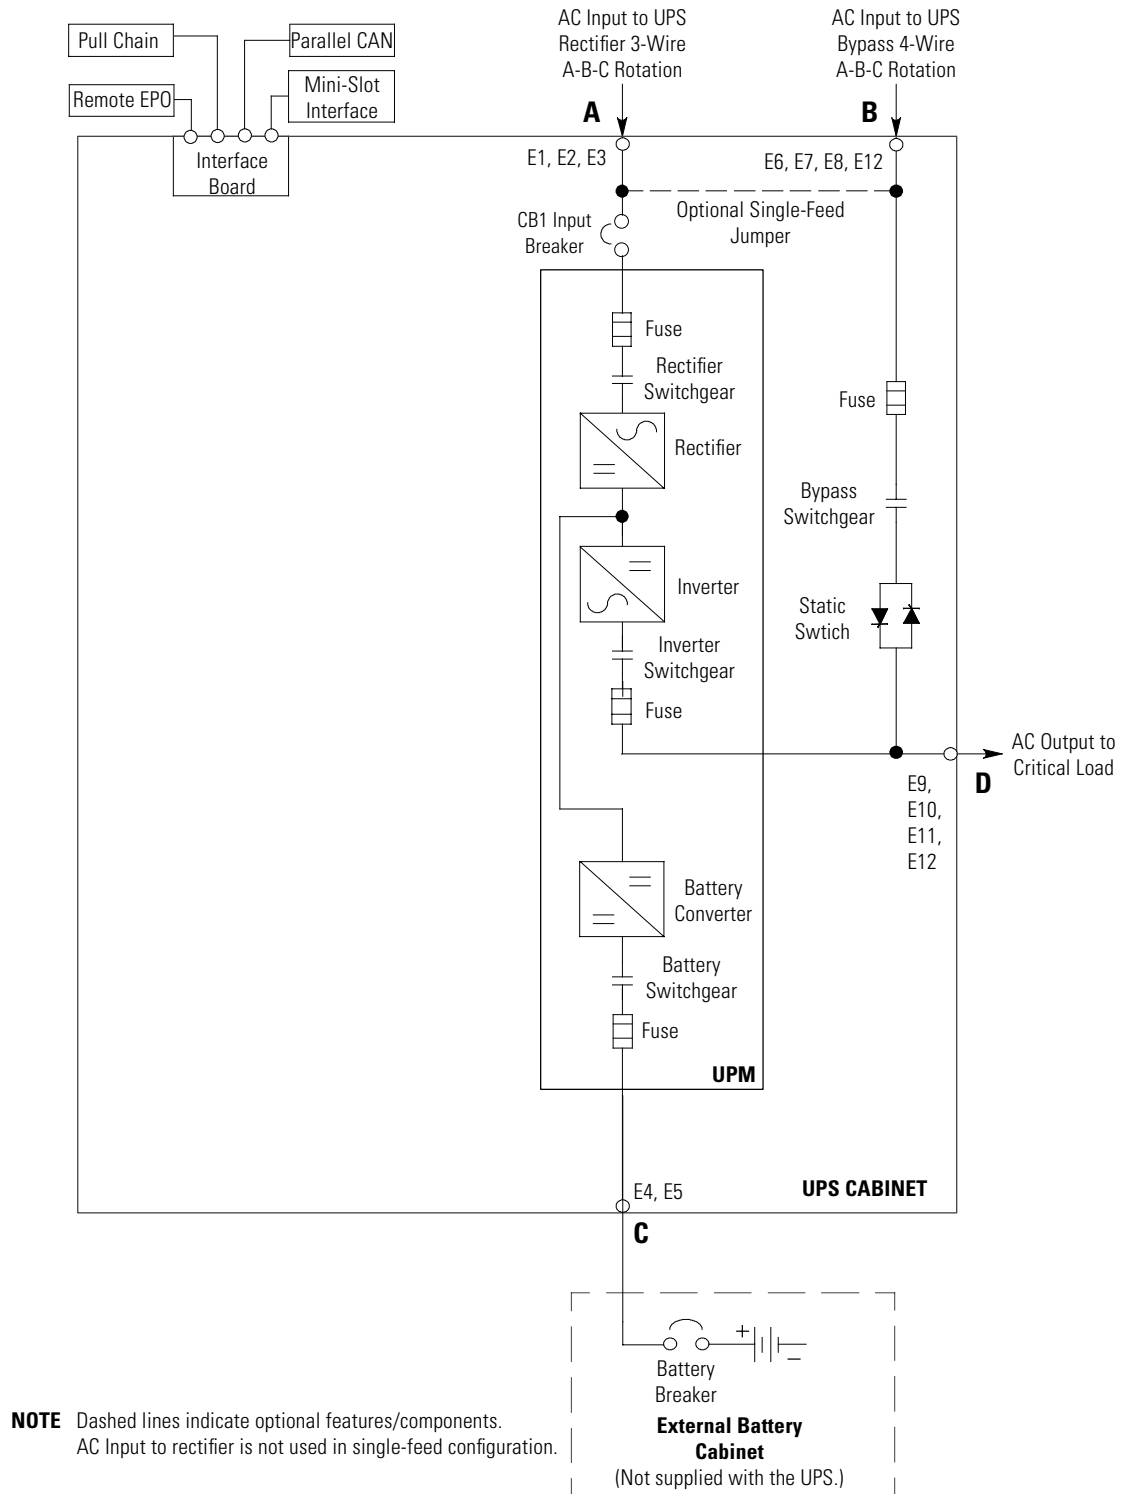 AC Input to UPS
Rectifier 3-Wire
A-B-C Rotation
AC Input to UPS
Bypass 4-Wire
A-B-C Rotation
Pull Chain
Parallel CAN
Remote EPO
Mini-Slot
Interface
Interface
Board
A
B
E1, E2, E3
E6, E7, E8, E12
Optional Single-Feed
Jumper
CB1 Input
Breaker
Fuse
Rectifier
Switchgear
Rectifier
Fuse
Bypass
Switchgear
Inverter
Static
Swtich
Inverter
Switchgear
Fuse
AC Output to
Critical Load
D
E9,
E10,
E11,
E12
Battery
Converter
Battery
Switchgear
Fuse
UPM
UPS CABINET
E4, E5
C
+
–
Battery
Breaker
External Battery
Cabinet
(Not supplied with the UPS.)
NOTE Dashed lines indicate optional features/components.
AC Input to rectifier is not used in single-feed configuration.